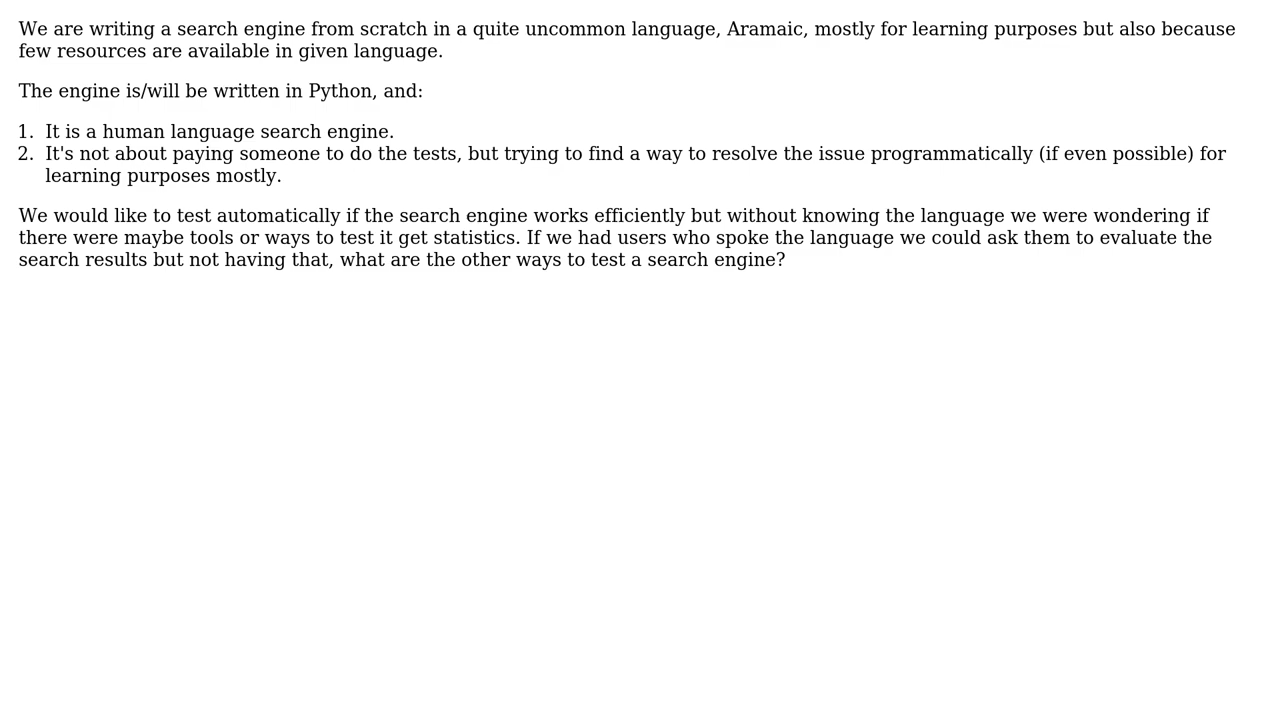 We are writing a search engine from scratch in a quite uncommon language, Aramaic, mostly for learning purposes but also because
few resources are available in given language.
The engine is/will be written in Python, and:
1. It is a human language search engine.
2. It's not about paying someone to do the tests, but trying to find a way to resolve the issue programmatically (if even possible) for
learning purposes mostly.
We would like to test automatically if the search engine works efficiently but without knowing the language we were wondering if
there were maybe tools or ways to test it get statistics. If we had users who spoke the language we could ask them to evaluate the
search results but not having that, what are the other ways to test a search engine?